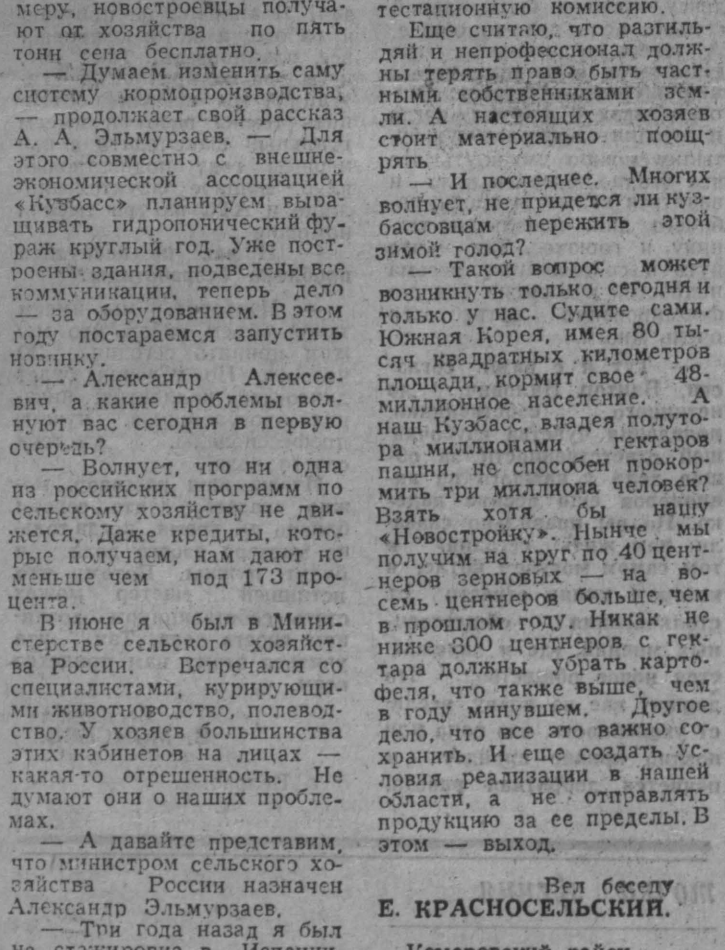 меру, новостроевцы получа-
ют от хозяйства по пять
тонн сена бесплатно.
— Думаем изменить саму
систему кормопроизводства,
— продолжает свой рассказ
А. А. Эльмурзаев. — Для
этого совместно с внешне-
экономической ассоциацией
«Кузбасс» планируем выра-
щивать гидропонический фу-
раж круглый год. Уже пост-
роены здания, подведены все
коммуникации, теперь дело
— за оборудованием. В этом
году постараемся запустить
новинку.
— Александр Алексее-
вич, а какие проблемы вол-
нуют вас сегодня в первую
очередь?
— Волнует, что ни одна
из российских программ по
сельскому хозяйству не дви-
жется. Даже кредиты, кото-
рые получаем, нам дают не
меньше чем под 173 про-
цента.
В июне я был в Мини-
стерстве сельского хозяйст-
ва России. Встречался со
специалистами, курирующи-
ми животноводство, полевод-
ство. У хозяев большинства
этих кабинетов на лицах —
какая-то отрешенность. Не
думают они о наших пробле-
мах.
— А давайте представим,
что министром сельского хо-
зяйства России назначен
Александр Эльмурзаев.
— Три года назад я был
на стажировке в
тестационную комиссию.
Еще считаю, что разгиль-
дяй и непрофессионал долж-
ны терять право быть част-
ными собственниками зем-
ли. А настоящих хозяев
стоит материально поощ-
рять
— И последнее. Многих
волнует, не придется ли куз-
бассовцам пережить этой
зимой голод?
— Такой вопрос может
возникнуть только сегодня и
только у нас. Судите сами.
Южная Корея, имея 80 ты-
сяч квадратных километров
площади, кормит свое 48-
миллионное население. А
наш Кузбасс, владея полуто-
ра миллионами гектаров
пашни, не способен прокор-
мить три миллиона человек?
Взять хотя бы нашу
«Новостройку». Нынче мы
получим на круг по 40 цент-
неров зерновых — на во-
семь центнеров больше, чем
в прошлом году. Никак не
ниже 300 центнеров с гек-
тара должны убрать карто-
феля, что также выше, чем
в году минувшем. Другое
дело, что все это важно со-
хранить. И еще создать ус-
ловия реализации в нашей
области, а не отправлять
продукцию за ее пределы. В
этом — выход.
Вел беседу
Е. КРАСНОСЕЛЬСКИЙ.